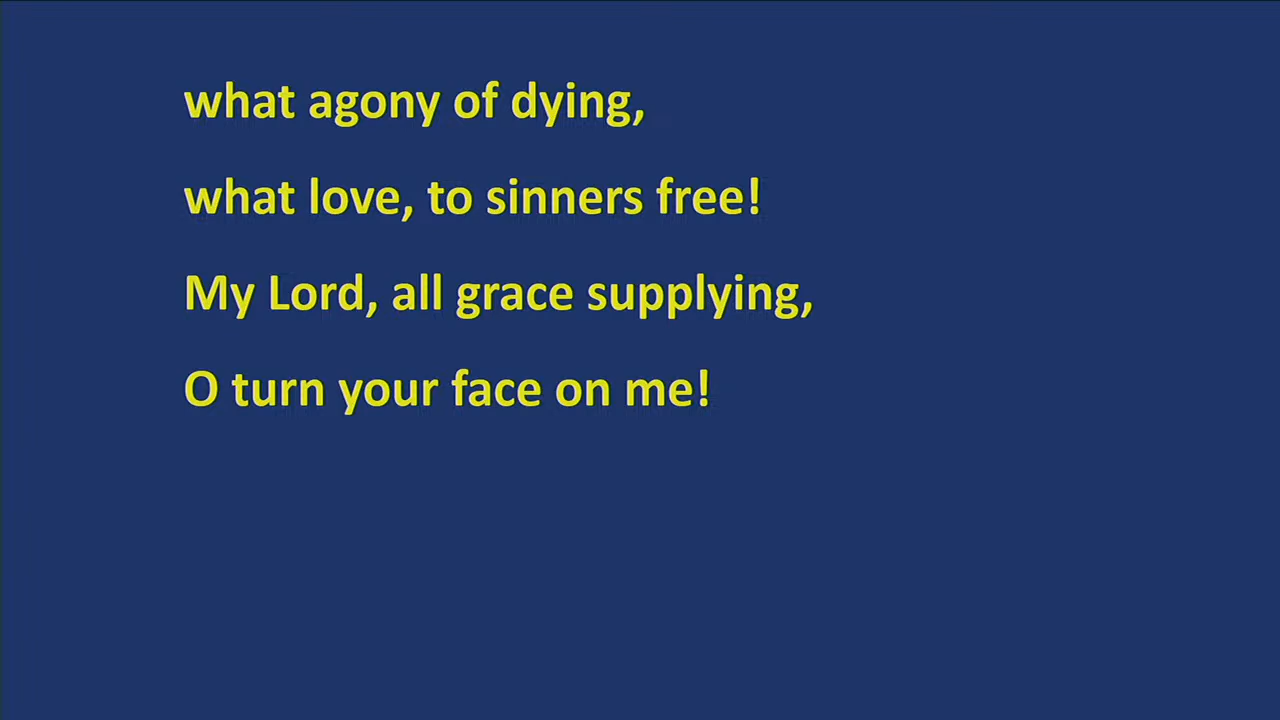 what agony of dying,
what love, to sinners free!
My Lord, all grace supplying,
O turn your face on me!